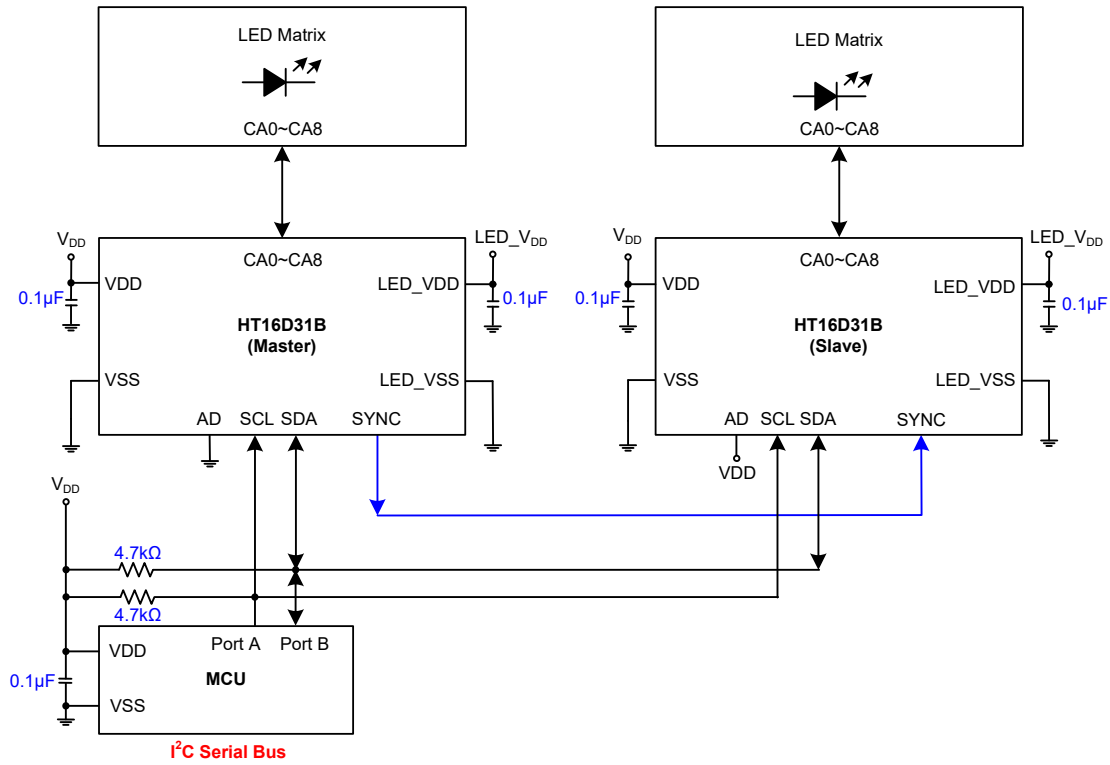 LED Matrix
CA0~CA8
LED Matrix
CA0~CA8
VDD
CA0~CA8
LED_VDD
VDD
LED_VDD
0.1µF
0.1µF
HT16D31B
(Master)
VSS
LED_VSS
AD SCL SDA SYNC
VDD
CA0~CA8
LED_VDD
VDD
LED_VDD
0.1µF
0.1µF
HT16D31B
(Slave)
VSS
LED_VSS
AD SCL SDA SYNC
VDD
VDD
4.7kΩ
4.7kΩ
Port A Port B
VDD
MCU
0.1µF
VSS
I²C Serial Bus